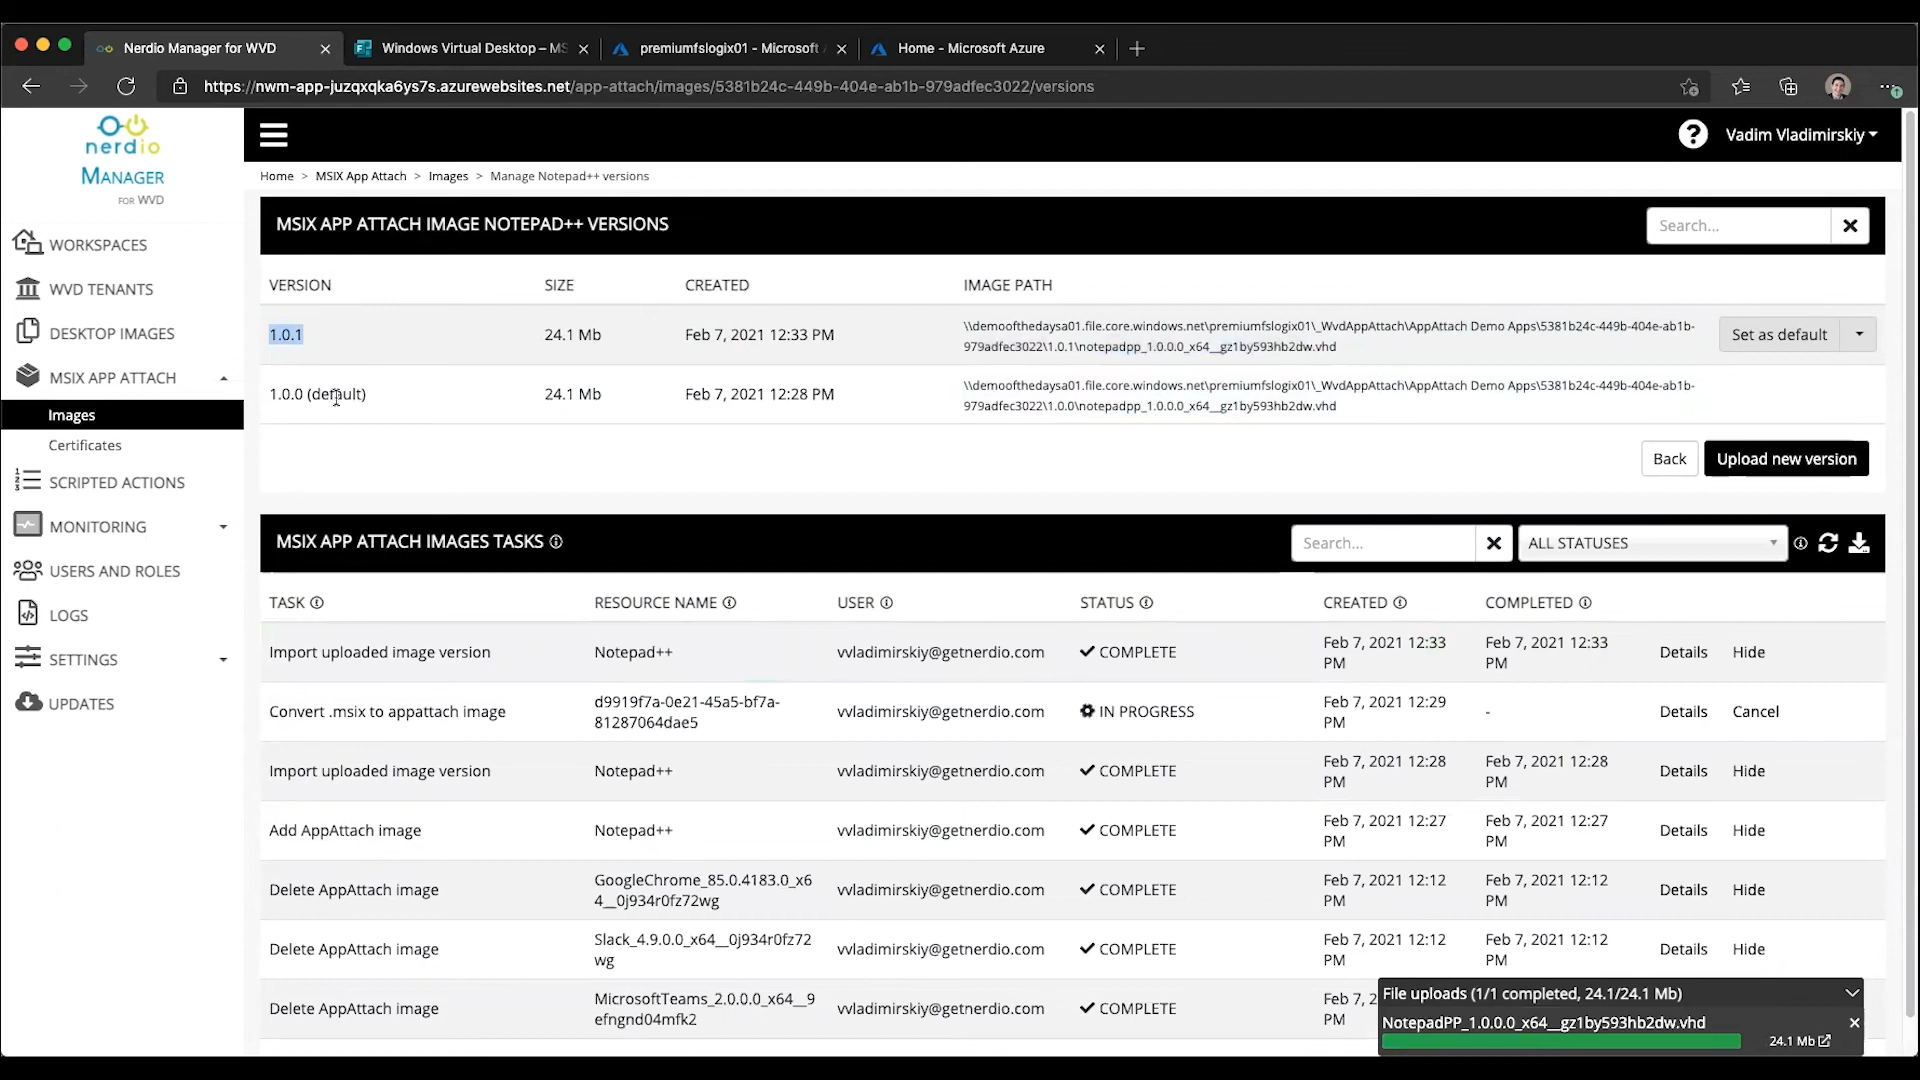 Nerdio Manager for WVD
Windows Virtual Desktop – MS
premiumfslogix01 - Microsoft A
Home - Microsoft Azure
https://nwm-app-juzqxqka6ys7s.azurewebsites.net/app-attach/images/5381b24c-449b-404e-ab1b-979adfec3022/versions
nerdio
MANAGER
FOR WVD
Vadim Vladimirskiy
Home > MSIX App Attach > Images > Manage Notepad++ versions
WORKSPACES
WVD TENANTS
DESKTOP IMAGES
MSIX APP ATTACH
Images
Certificates
SCRIPTED ACTIONS
MONITORING
USERS AND ROLES
LOGS
SETTINGS
UPDATES
MSIX APP ATTACH IMAGE NOTEPAD++ VERSIONS
Search...
VERSION SIZE CREATED IMAGE PATH
1.0.1 24.1 Mb Feb 7, 2021 12:33 PM \\demoofthedaysa01.file.core.windows.net\premiumfslogix01\_WvdAppAttach\AppAttach Demo Apps\5381b24c-449b-404e-ab1b-
979adfec3022\1.0.1\notepadpp_1.0.0.0_x64__gz1by593hb2dw.vhd
Set as default
1.0.0 (default) 24.1 Mb Feb 7, 2021 12:28 PM \\demoofthedaysa01.file.core.windows.net\premiumfslogix01\_WvdAppAttach\AppAttach Demo Apps\5381b24c-449b-404e-ab1b-
979adfec3022\1.0.0\notepadpp_1.0.0.0_x64__gz1by593hb2dw.vhd
Back Upload new version
MSIX APP ATTACH IMAGES TASKS
Search... ALL STATUSES
TASK RESOURCE NAME USER STATUS CREATED COMPLETED
Import uploaded image version Notepad++ vvladimirskiy@getnerdio.com COMPLETE Feb 7, 2021 12:33 Feb 7, 2021 12:33 Details Hide
PM PM
Convert .msix to appattach image d9919f7a-0e21-45a5-bf7a- vvladimirskiy@getnerdio.com IN PROGRESS Feb 7, 2021 12:29 - Details Cancel
81287064dae5 PM
Import uploaded image version Notepad++ vvladimirskiy@getnerdio.com COMPLETE Feb 7, 2021 12:28 Feb 7, 2021 12:28 Details Hide
PM PM
Add AppAttach image Notepad++ vvladimirskiy@getnerdio.com COMPLETE Feb 7, 2021 12:27 Feb 7, 2021 12:27 Details Hide
PM PM
Delete AppAttach image GoogleChrome_85.0.4183.0_x6 vvladimirskiy@getnerdio.com COMPLETE Feb 7, 2021 12:12 Feb 7, 2021 12:12 Details Hide
4__0j934r0fz72wg PM PM
Delete AppAttach image Slack_4.9.0.0_x64__0j934r0fz72 vvladimirskiy@getnerdio.com COMPLETE Feb 7, 2021 12:12 Feb 7, 2021 12:12 Details Hide
wg PM PM
Delete AppAttach image MicrosoftTeams_2.0.0.0_x64__9 vvladimirskiy@getnerdio.com COMPLETE Feb 7, 2
efngnd04mfk2 PM
File uploads (1/1 completed, 24.1/24.1 Mb)
NotepadPP_1.0.0.0_x64__gz1by593hb2dw.vhd
24.1 Mb